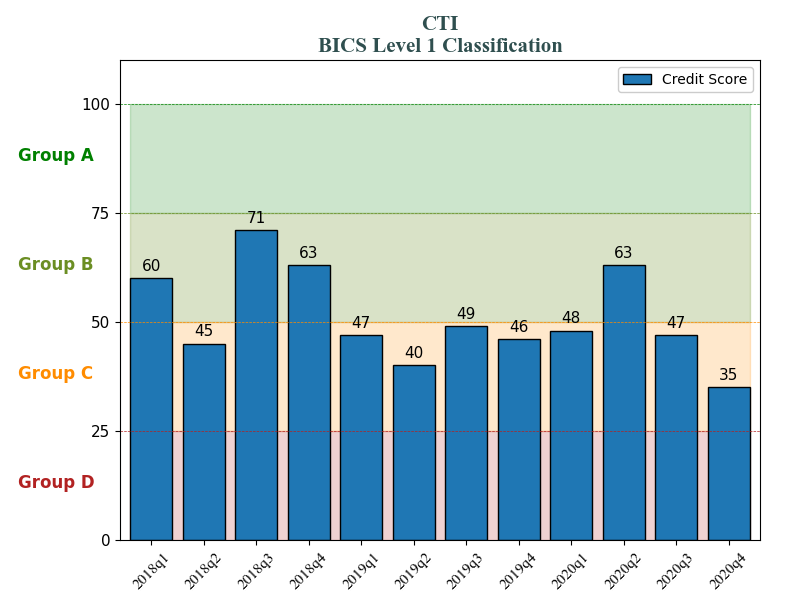 CTI
BICS Level 1 Classification
Credit Score
100
Group A
75
71
63
63
60
Group B
50
49
48
47
47
46
45
40
Group C
35
25
Group D
0
2018q1 2018q2 2018q3 2018q4 2019q1 2019q2 2019q3 2019q4 2020q1 2020q2 2020q3 2020q4